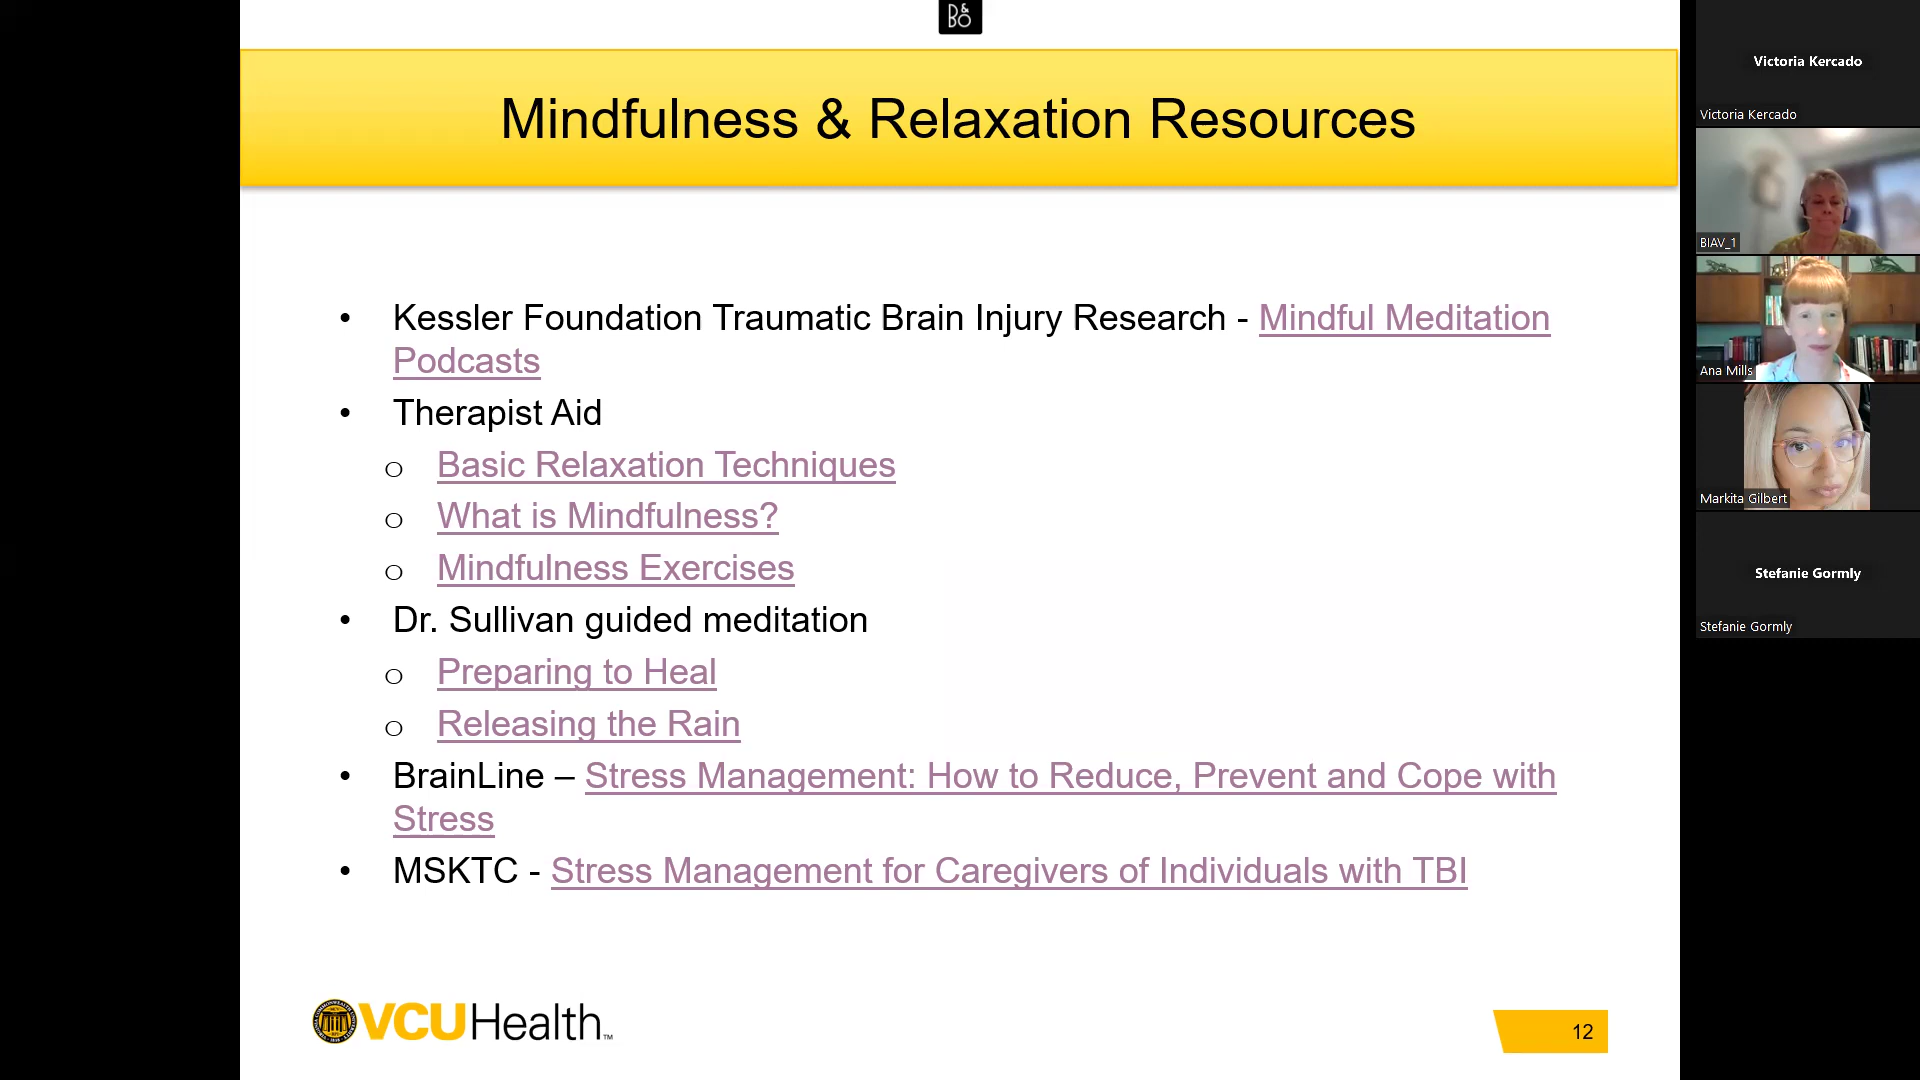 B&O
Mindfulness & Relaxation Resources
• Kessler Foundation Traumatic Brain Injury Research - Mindful Meditation
Podcasts
• Therapist Aid
o Basic Relaxation Techniques
o What is Mindfulness?
o Mindfulness Exercises
• Dr. Sullivan guided meditation
o Preparing to Heal
o Releasing the Rain
• BrainLine – Stress Management: How to Reduce, Prevent and Cope with
Stress
• MSKTC - Stress Management for Caregivers of Individuals with TBI
VCUHealth™
12
Victoria Kercado
Victoria Kercado
BIAV_1
Ana Mills
Markita Gilbert
Stefanie Gormly
Stefanie Gormly